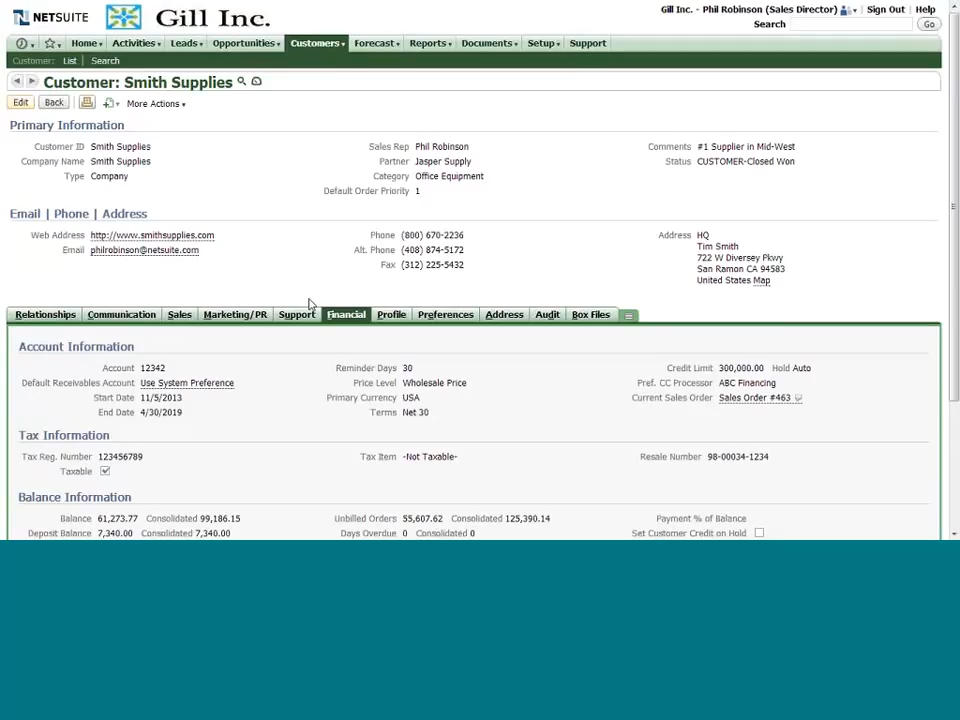 NETSUITE Gill Inc. Gill Inc. - Phil Robinson (Sales Director) Sign Out Help
Search Go
Home Activities Leads Opportunities Customers Forecast Reports Documents Setup Support
Customer: List Search
Customer: Smith Supplies
Edit Back More Actions
Primary Information
Customer ID Smith Supplies Sales Rep Phil Robinson Comments #1 Supplier in Mid-West
Company Name Smith Supplies Partner Jasper Supply Status CUSTOMER-Closed Won
Type Company Category Office Equipment
Default Order Priority 1
Email | Phone | Address
Web Address http://www.smithsupplies.com Phone (800) 670-2236 Address HQ
Tim Smith
Email philrobinson@netsuite.com Alt. Phone (408) 874-5172
722 W Diversey Pkwy
Fax (312) 225-5432 San Ramon CA 94583
United States Map
Relationships Communication Sales Marketing/PR Support Financial Profile Preferences Address Audit Box Files
Account Information
Account 12342 Reminder Days 30 Credit Limit 300,000.00 Hold Auto
Default Receivables Account Use System Preference Price Level Wholesale Price Pref. CC Processor ABC Financing
Start Date 11/5/2013 Primary Currency USA Current Sales Order Sales Order #463
End Date 4/30/2019 Terms Net 30
Tax Information
Tax Reg. Number 123456789 Tax Item -Not Taxable- Resale Number 98-00034-1234
Taxable
Balance Information
Balance 61,273.77 Consolidated 99,186.15 Unbilled Orders 55,607.62 Consolidated 125,390.14 Payment % of Balance
Deposit Balance 7,340.00 Consolidated 7,340.00 Days Overdue 0 Consolidated 0 Set Customer Credit on Hold